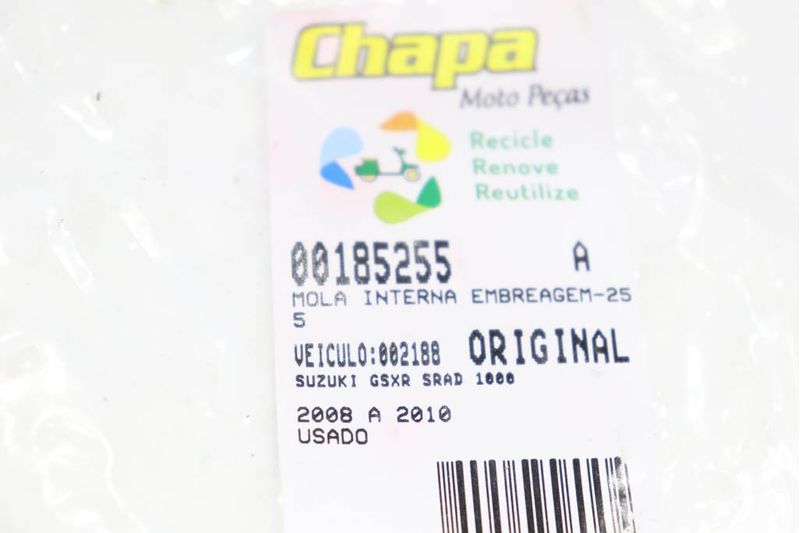 Chapa
Moto Peças
Recicle
Renove
Reutilize
00185255 A
MOLA INTERNA EMBREAGEM-25
5
VEICULO:002188 ORIGINAL
SUZUKI GSXR SRAD 1000
2008 A 2010
USADO